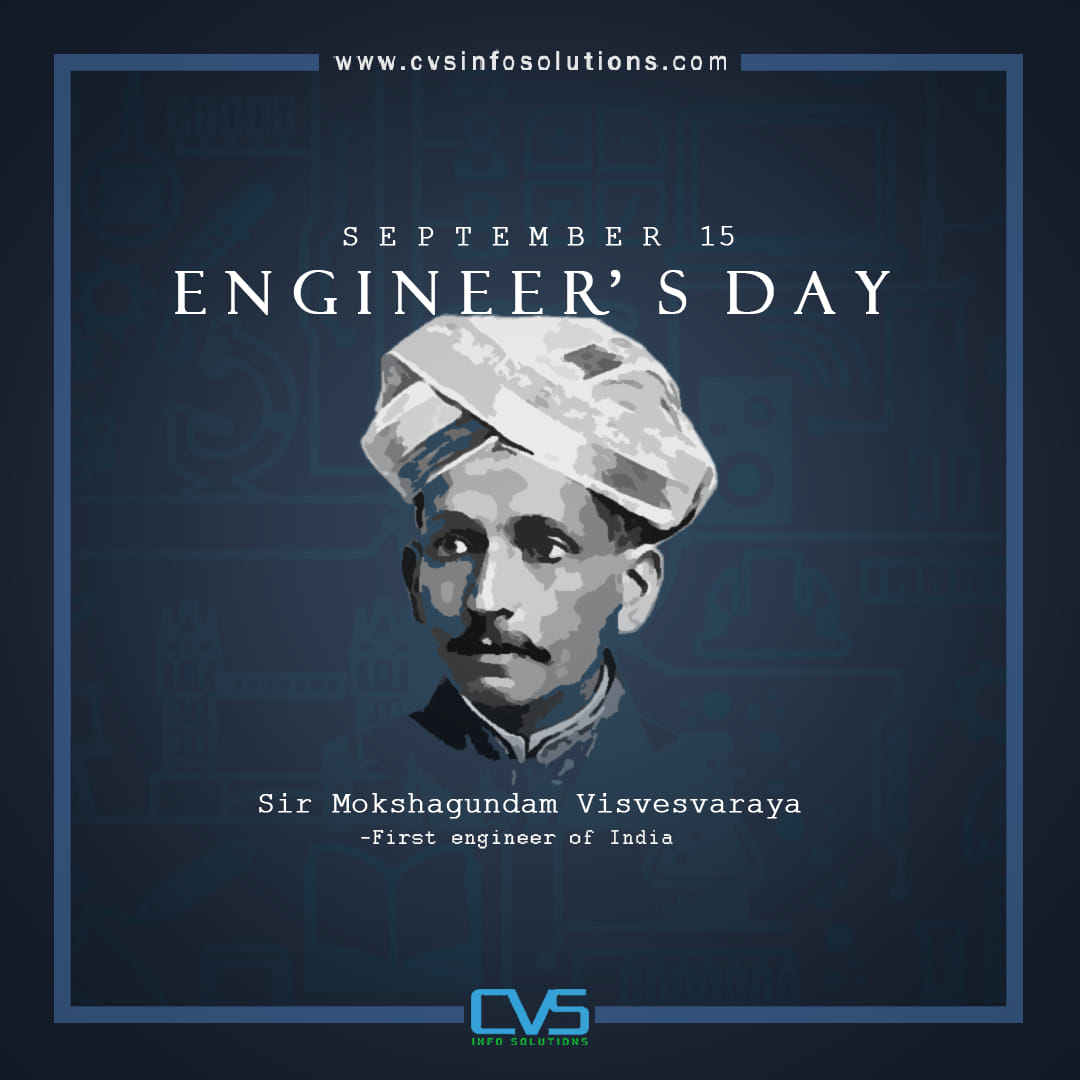 www.cvsinfosolutions.com
SEPTEMBER 15
ENGINEER'S DAY
Sir Mokshagundam Visvesvaraya
-First engineer of India
CVS
INFO SOLUTIONS